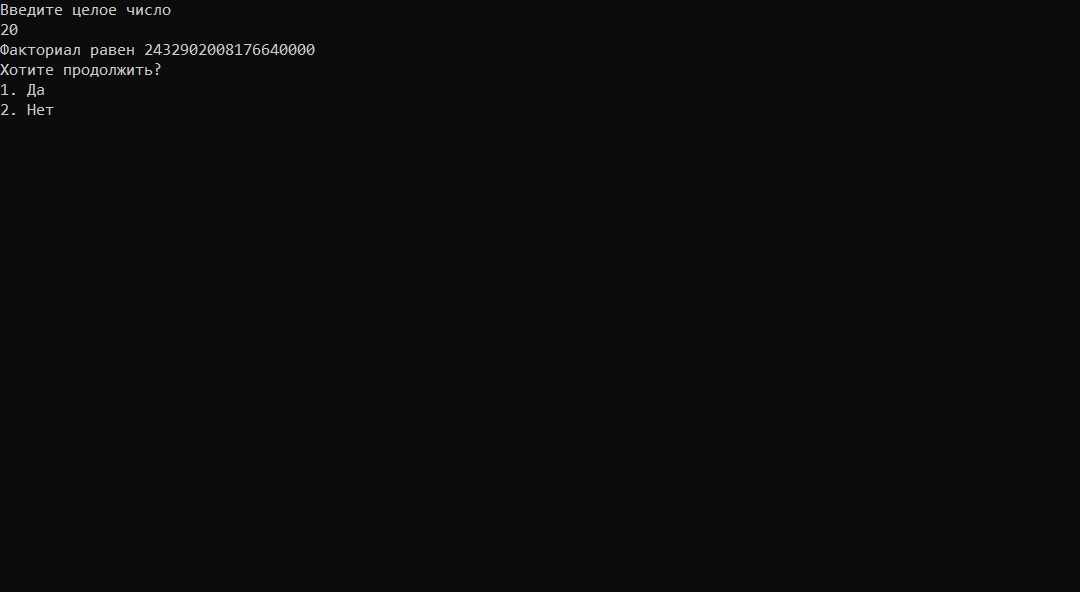 Введите целое число
20
Факториал равен 2432902008176640000
Хотите продолжить?
1. Да
2. Нет